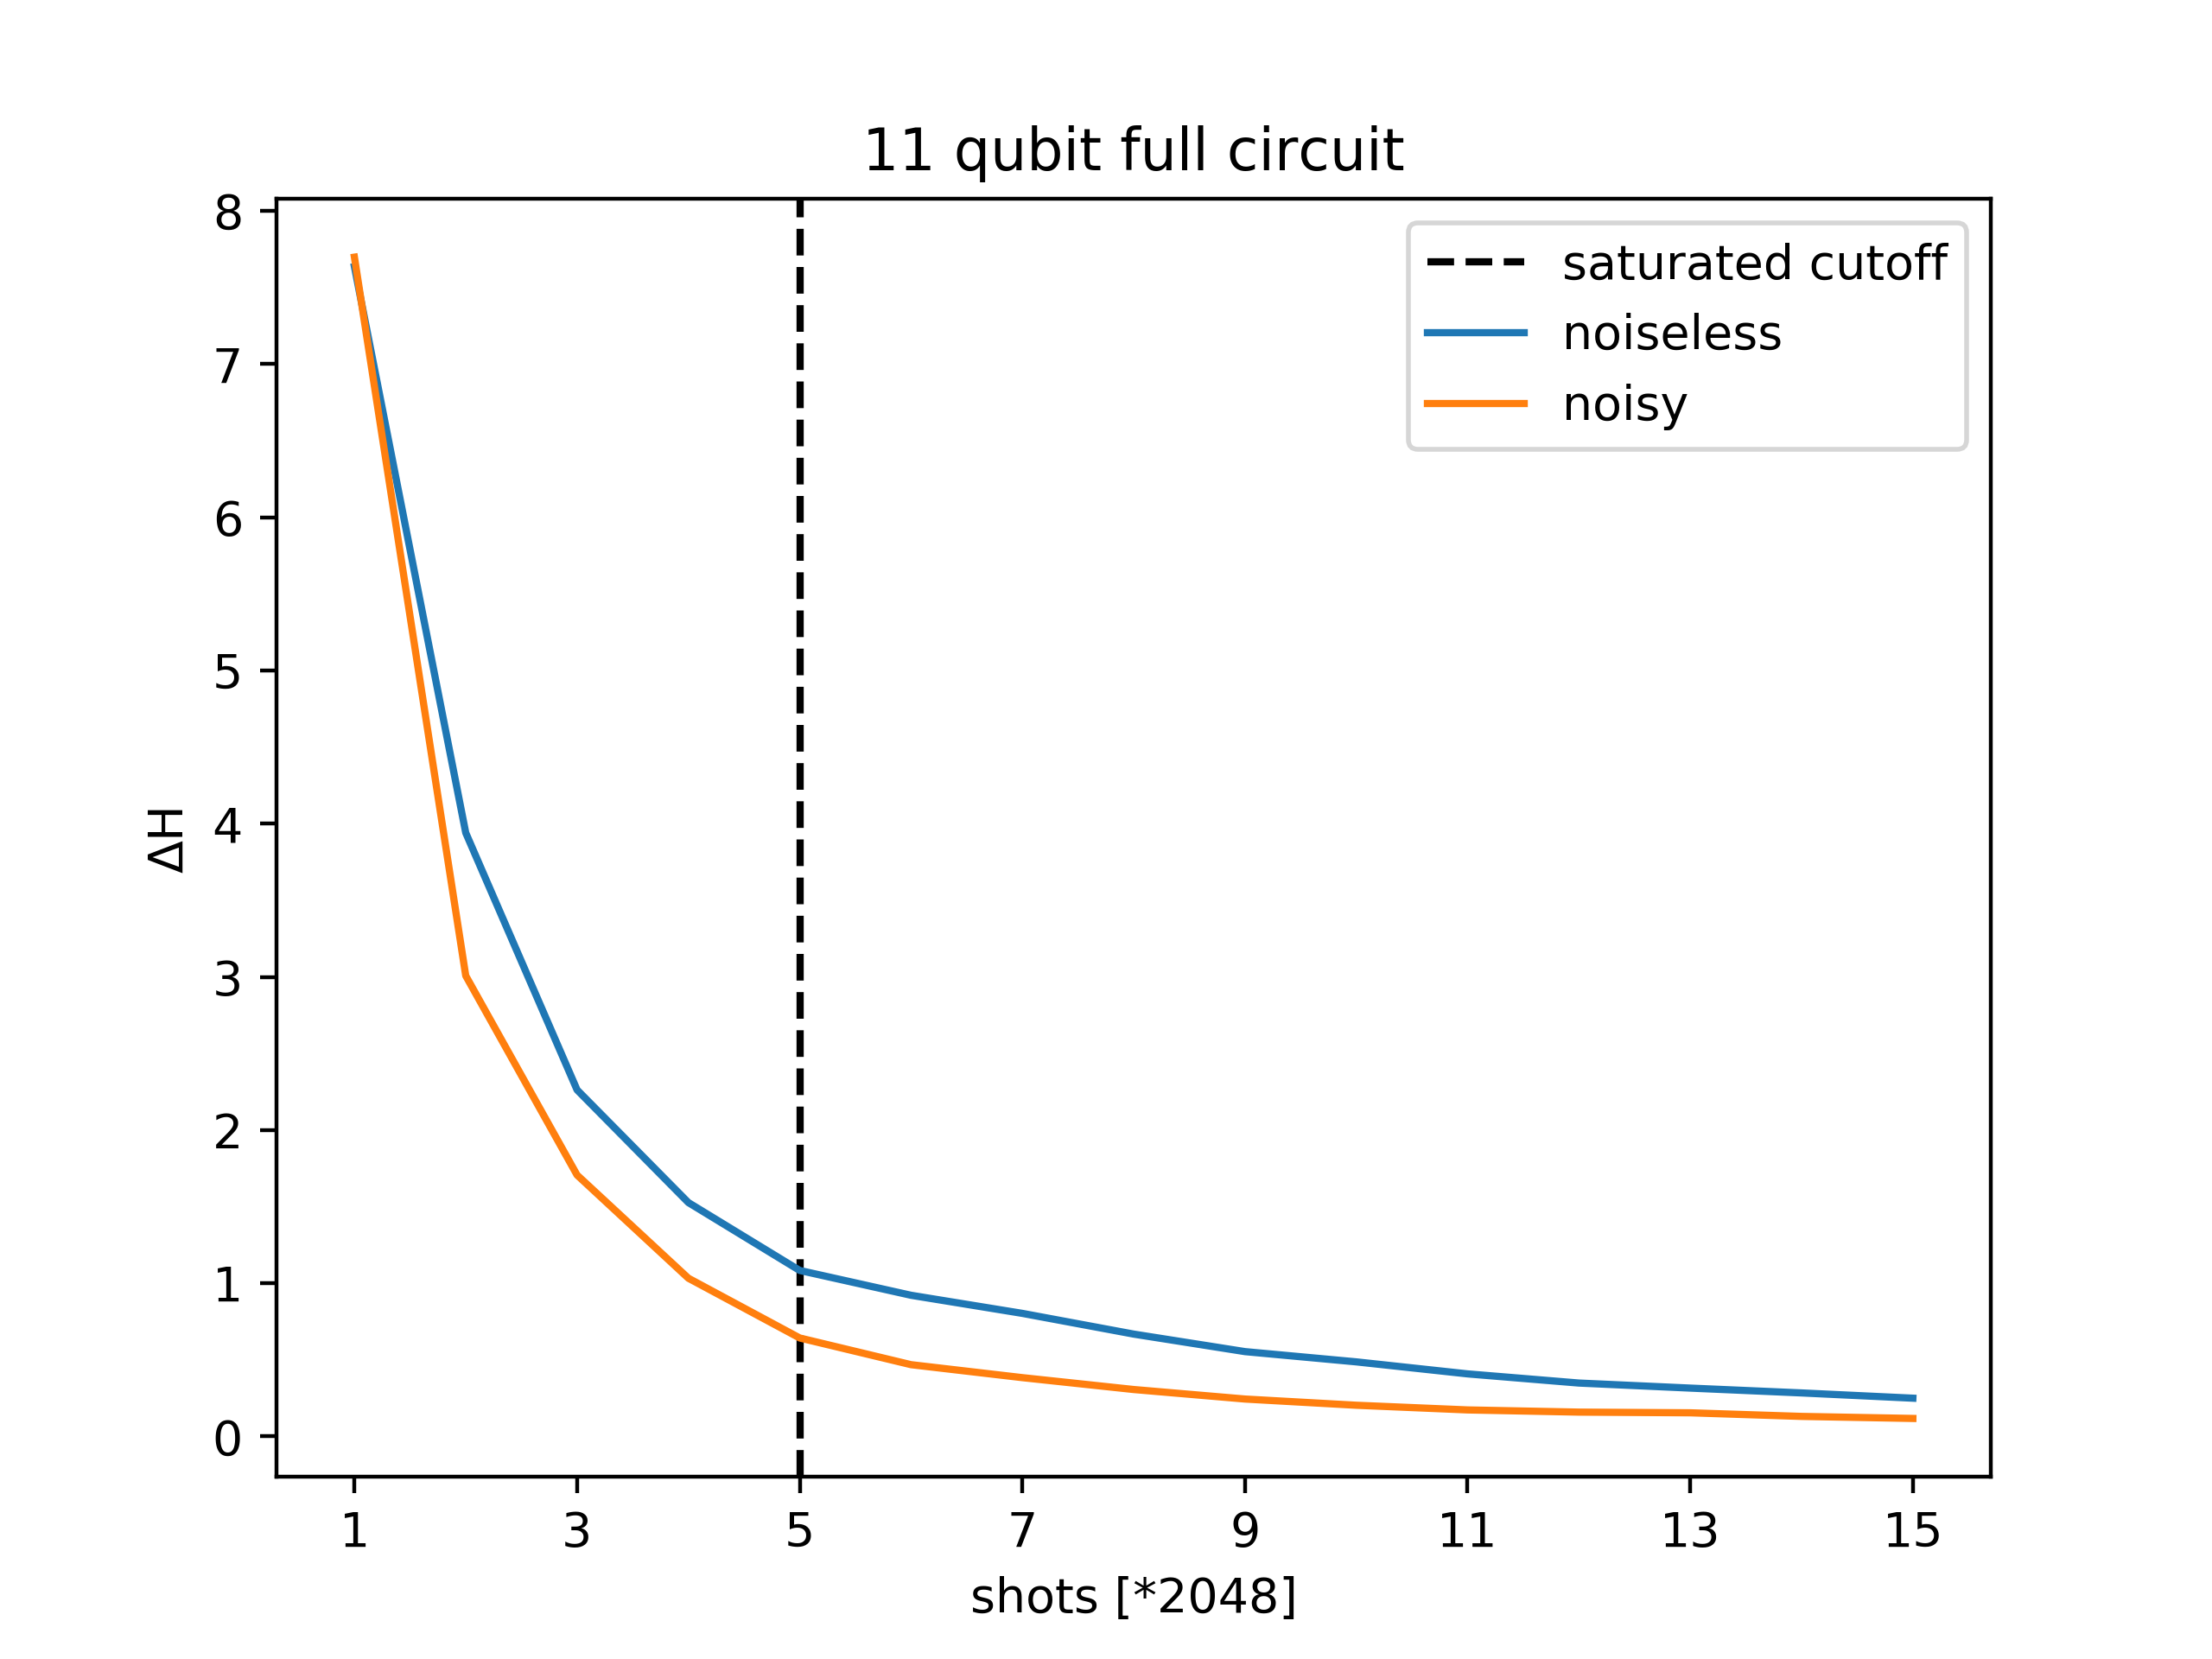 11 qubit full circuit
saturated cutoff
noiseless
noisy
ΔH
8
7
6
5
4
3
2
1
0
1 3 5 7 9 11 13 15
shots [*2048]